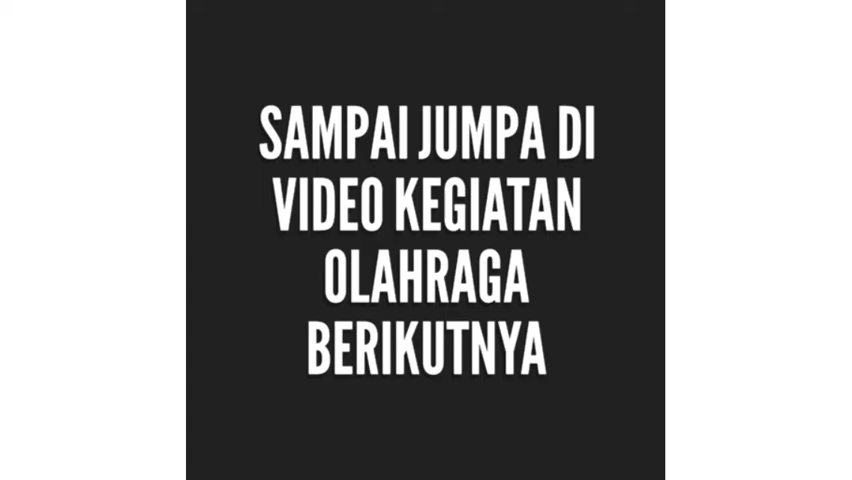 SAMPAI JUMPA DI
VIDEO KEGIATAN
OLAHRAGA
BERIKUTNYA